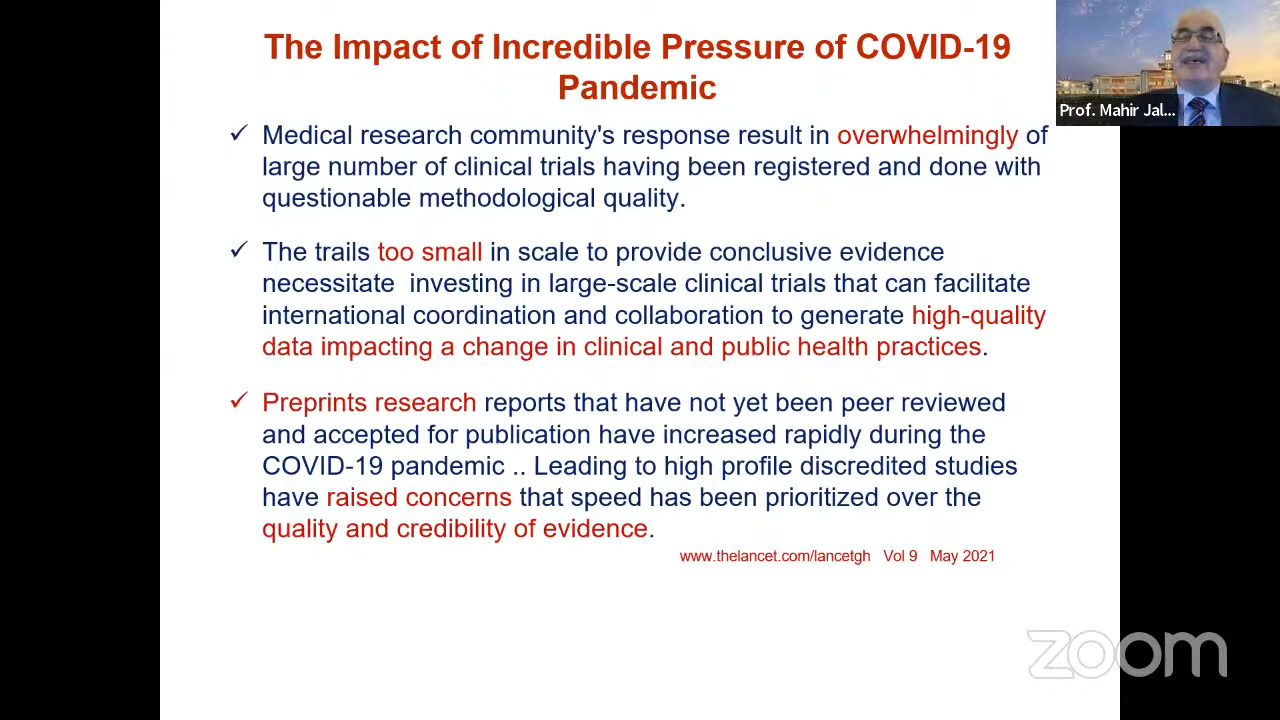 The Impact of Incredible Pressure of COVID-19
Pandemic
Prof. Mahir Jal...
✓ Medical research community's response result in overwhelmingly of
large number of clinical trials having been registered and done with
questionable methodological quality.
✓ The trails too small in scale to provide conclusive evidence
necessitate investing in large-scale clinical trials that can facilitate
international coordination and collaboration to generate high-quality
data impacting a change in clinical and public health practices.
✓ Preprints research reports that have not yet been peer reviewed
and accepted for publication have increased rapidly during the
COVID-19 pandemic .. Leading to high profile discredited studies
have raised concerns that speed has been prioritized over the
quality and credibility of evidence.
www.thelancet.com/lancetgh Vol 9 May 2021
zoom